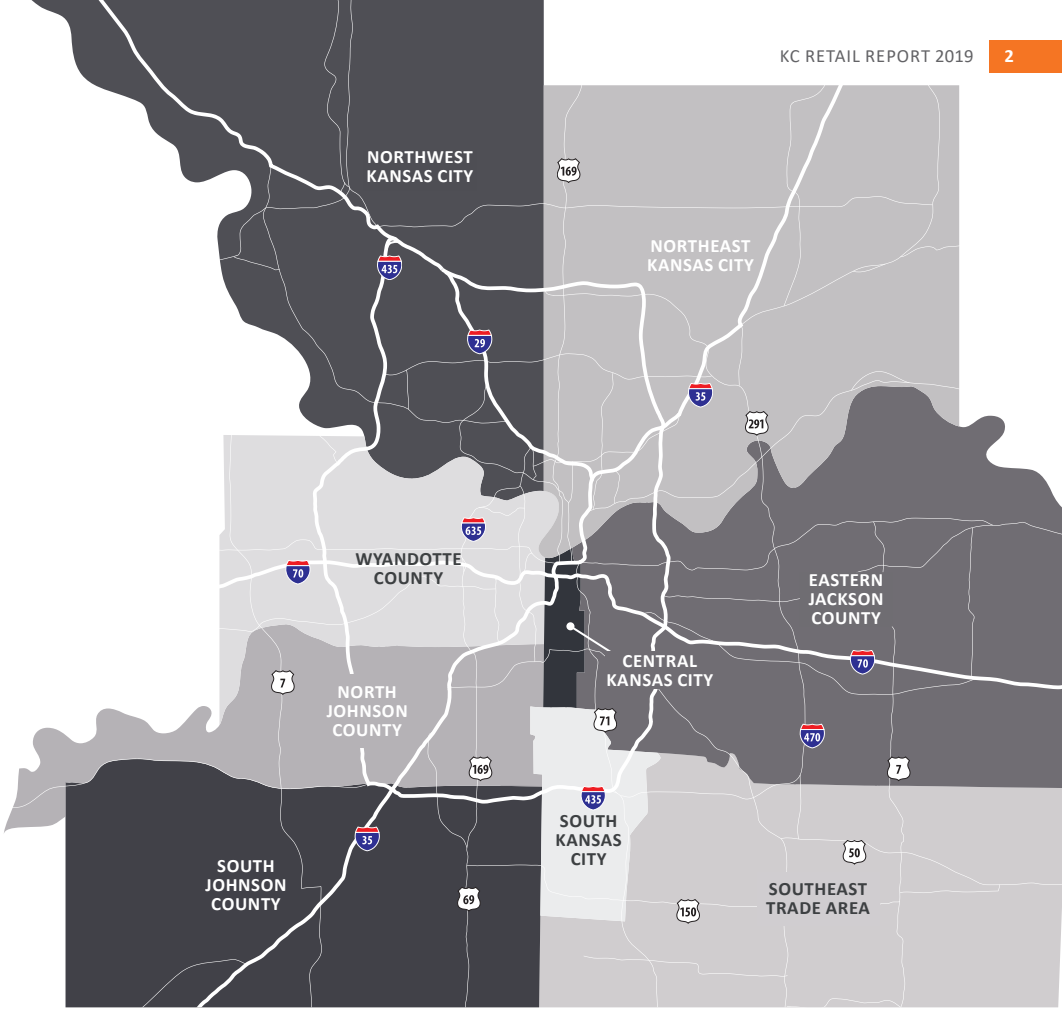 KC RETAIL REPORT 2019 2
NORTHWEST
KANSAS CITY
169
NORTHEAST
KANSAS CITY
435
29
35
291
635
WYANDOTTE
COUNTY
70
EASTERN
JACKSON
COUNTY
CENTRAL
KANSAS CITY
70
7
NORTH
JOHNSON
COUNTY
71
470
169
7
435
SOUTH
KANSAS
CITY
35
50
SOUTH
JOHNSON
COUNTY
69
SOUTHEAST
TRADE AREA
150